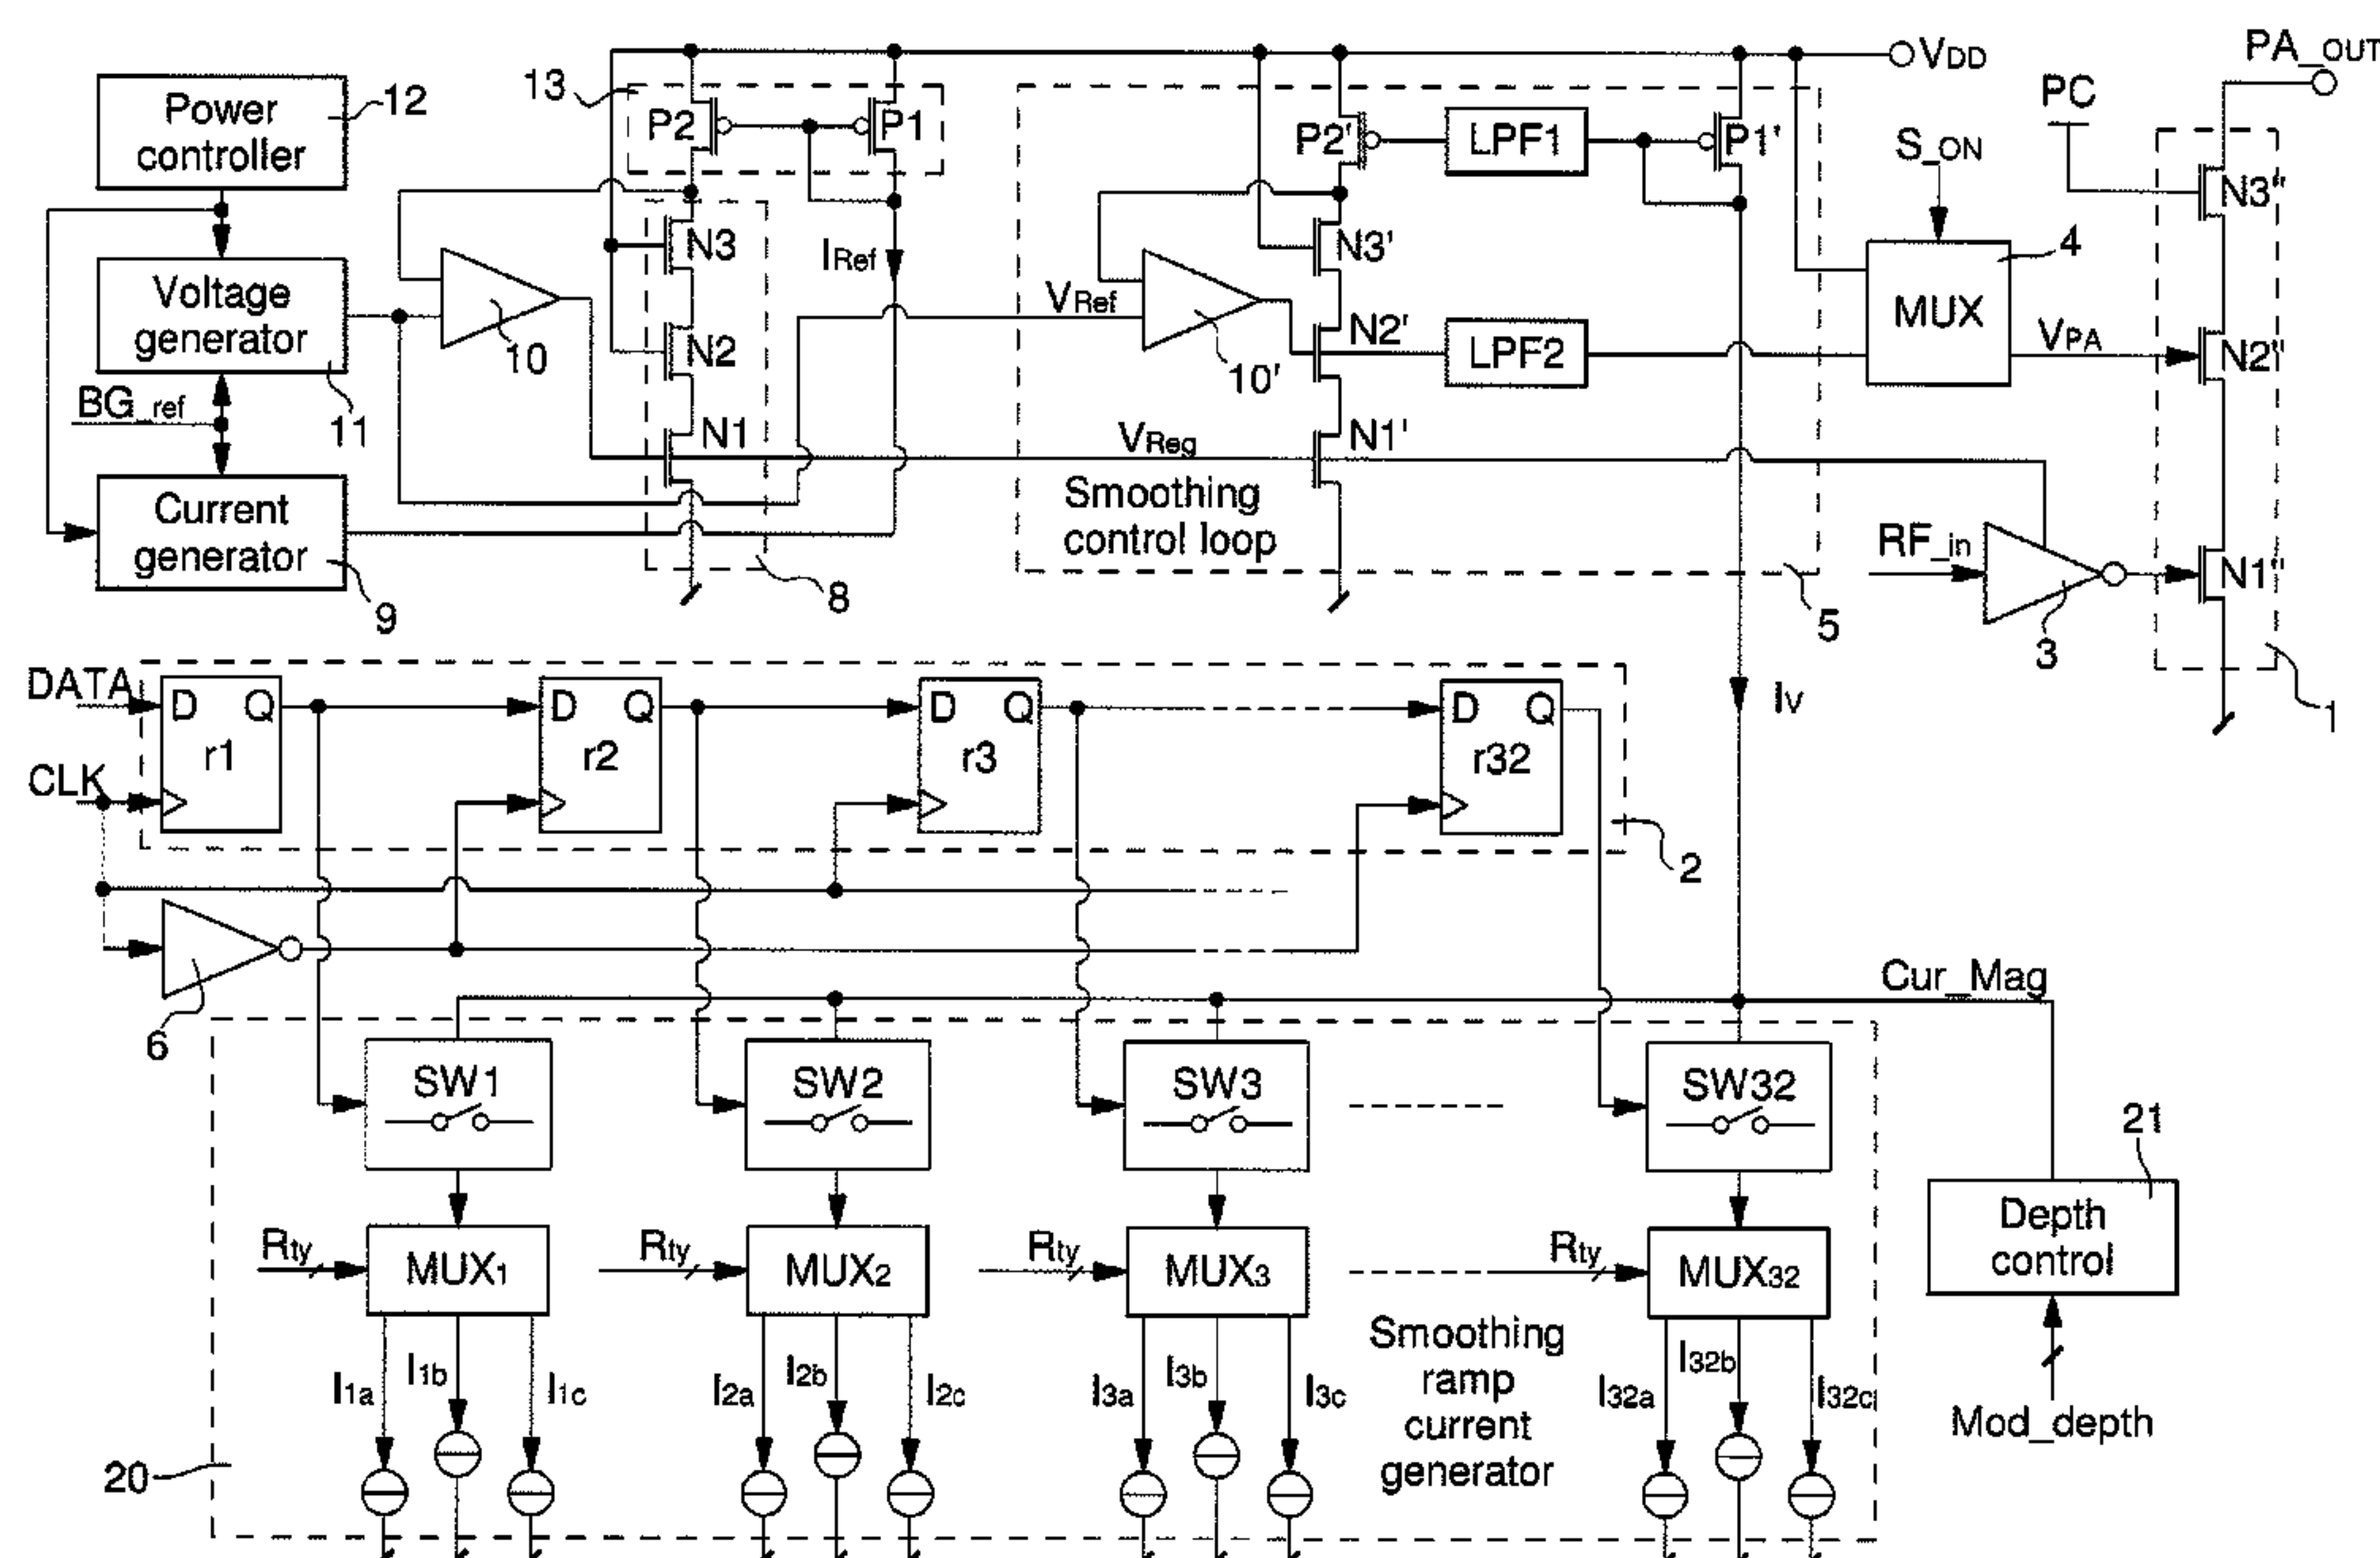 PA_OUT
VDD
PC
13
P2
P1
P2'
LPF1
P1'
S_ON
N3"
Power
controller
12
N3
IRef
N3'
4
Voltage
generator
11
10
N2
VRef
10'
N2'
LPF2
MUX
VPA
N2"
BG_ref
N1
VReg
N1'
Smoothing
control loop
RF_in
N1"
Current
generator
9
8
5
3
1
DATA
D Q
r1
D Q
r2
D Q
r3
D Q
r32
IV
CLK
2
6
Cur_Mag
SW1
SW2
SW3
SW32
21
Rty
MUX1
Rty
MUX2
Rty
MUX3
Rty
MUX32
Depth
control
I1a
I1b
I1c
I2a
I2b
I2c
I3a
I3b
I3c
Smoothing
ramp
current
generator
I32a
I32b
I32c
Mod_depth
20